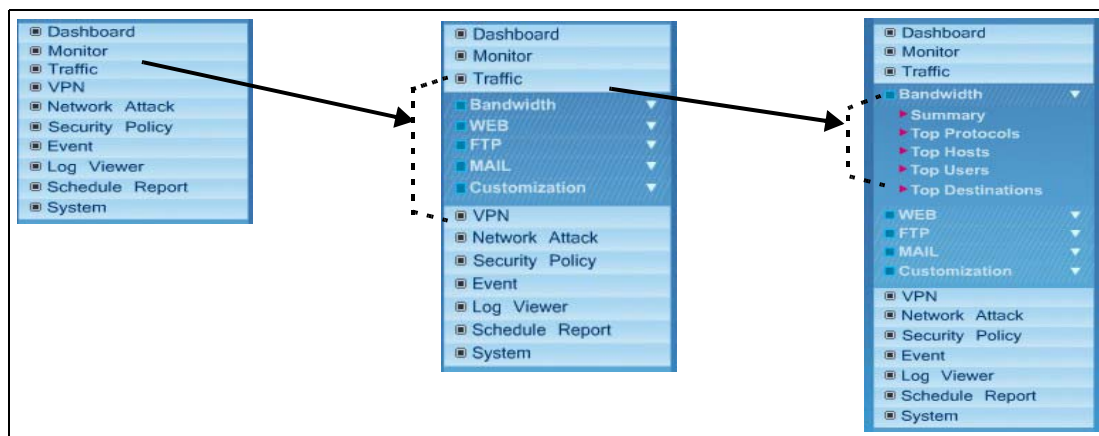 Dashboard
Monitor
Traffic
VPN
Network Attack
Security Policy
Event
Log Viewer
Schedule Report
System
Dashboard
Monitor
Traffic
Bandwidth
WEB
FTP
MAIL
Customization
VPN
Network Attack
Security Policy
Event
Log Viewer
Schedule Report
System
Dashboard
Monitor
Traffic
Bandwidth
Summary
Top Protocols
Top Hosts
Top Users
Top Destinations
WEB
FTP
MAIL
Customization
VPN
Network Attack
Security Policy
Event
Log Viewer
Schedule Report
System